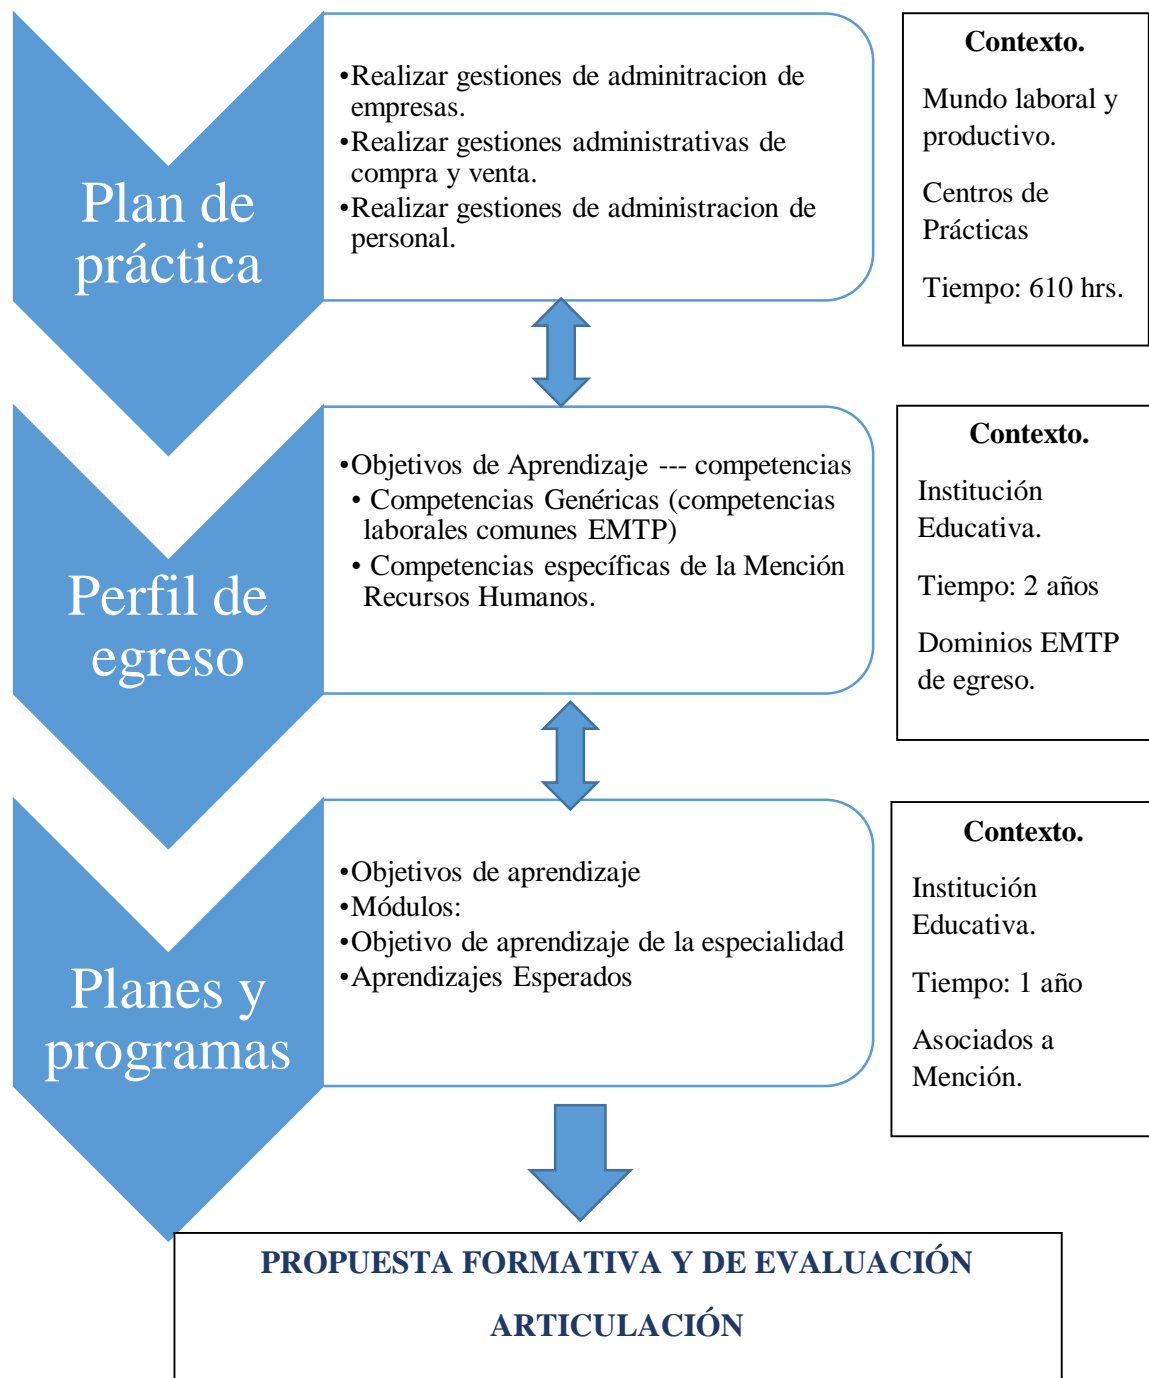 Plan de
práctica
•Realizar gestiones de adminitracion de
empresas.
•Realizar gestiones administrativas de
compra y venta.
•Realizar gestiones de administracion de
personal.
Contexto.
Mundo laboral y
productivo.
Centros de
Prácticas
Tiempo: 610 hrs.
Perfil de
egreso
•Objetivos de Aprendizaje --- competencias
• Competencias Genéricas (competencias
laborales comunes EMTP)
• Competencias específicas de la Mención
Recursos Humanos.
Contexto.
Institución
Educativa.
Tiempo: 2 años
Dominios EMTP
de egreso.
Planes y
programas
•Objetivos de aprendizaje
•Módulos:
•Objetivo de aprendizaje de la especialidad
•Aprendizajes Esperados
Contexto.
Institución
Educativa.
Tiempo: 1 año
Asociados a
Mención.
PROPUESTA FORMATIVA Y DE EVALUACIÓN
ARTICULACIÓN